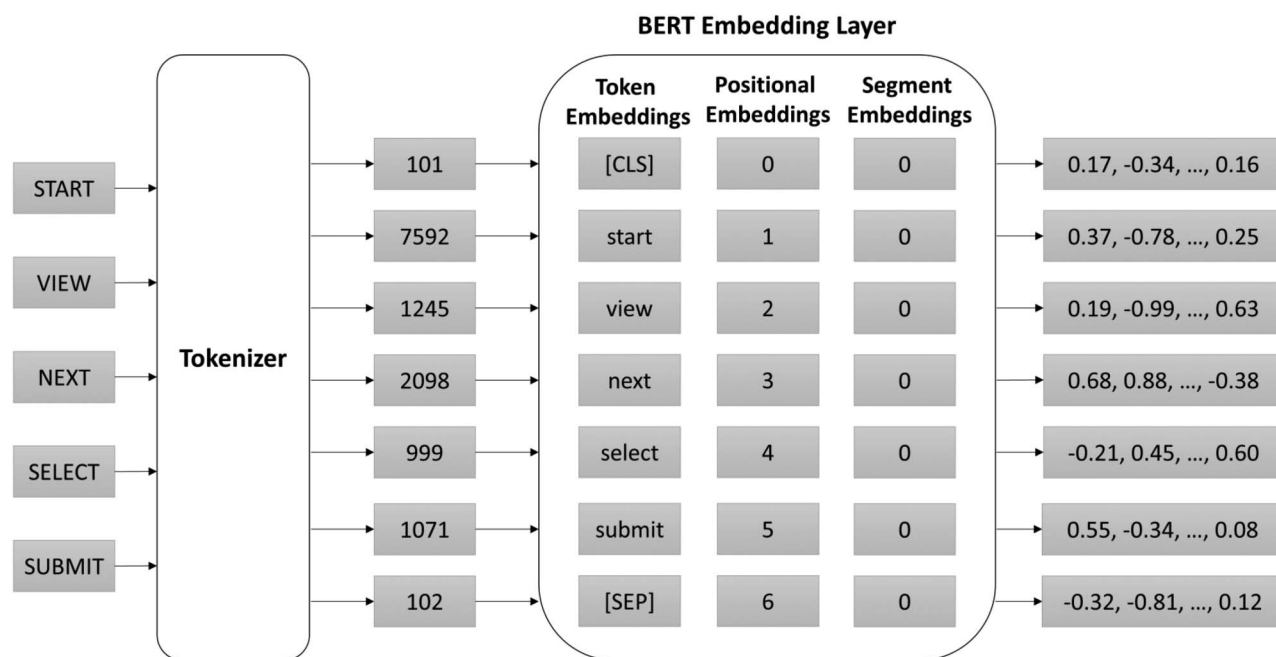 BERT Embedding Layer
Token Embeddings
Positional Embeddings
Segment Embeddings
START
VIEW
NEXT
SELECT
SUBMIT
Tokenizer
101 [CLS] 0 0 0.17, -0.34, ..., 0.16
7592 start 1 0 0.37, -0.78, ..., 0.25
1245 view 2 0 0.19, -0.99, ..., 0.63
2098 next 3 0 0.68, 0.88, ..., -0.38
999 select 4 0 -0.21, 0.45, ..., 0.60
1071 submit 5 0 0.55, -0.34, ..., 0.08
102 [SEP] 6 0 -0.32, -0.81, ..., 0.12